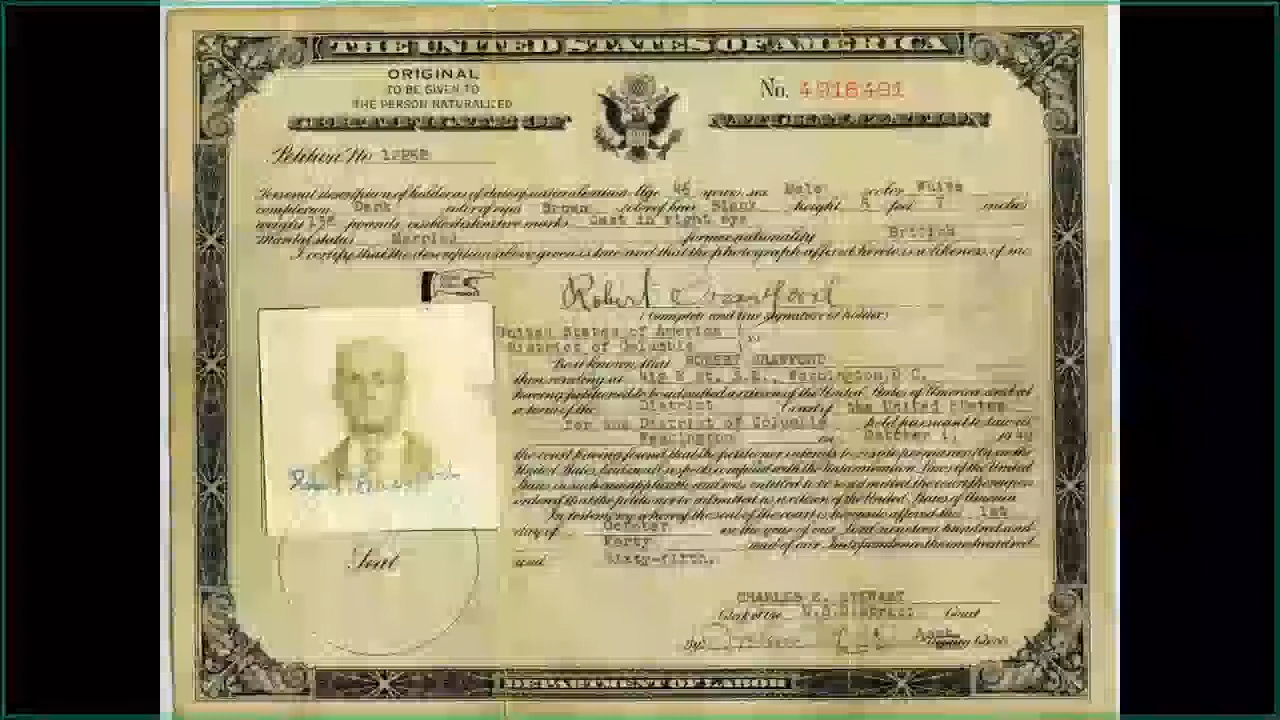 THE UNITED STATES OF AMERICA
ORIGINAL
TO BE GIVEN TO
THE PERSON NATURALIZED
No. 4916491
CERTIFICATE OF NATURALIZATION
Petition No
Personal description of holder as of date of naturalization: Age years; sex Male color White
complexion Dark color of eyes Brown color of hair Black height 5 feet 7 inches
weight pounds; visible distinctive marks Cast in right eye
Marital status Married former nationality British
I certify that the description above given is true and that the photograph affixed hereto is a likeness of me.
Robert Crawford
(Complete and true signature of holder)
United States of America
District of Columbia
Be it known, that ROBERT CRAWFORD
then residing at St. S.E., Washington, D.C.
having petitioned to be admitted a citizen of the United States of America, and at
a term of the District Court of the United States
for the District of Columbia held pursuant to law at
Washington on October 1, 1940
the court having found that the petitioner intends to reside permanently in the
United States, had in all respects complied with the Naturalization Laws of the United
States in such case applicable, and was entitled to be so admitted, the court thereupon
ordered that the petitioner be admitted as a citizen of the United States of America
In testimony whereof the seal of the court is hereunto affixed this 1st
day of October in the year of our Lord nineteen hundred and
Forty and of our Independence the one hundred
and Sixty-fifth.
Seal
CHARLES E. STEWART
Clerk of the U.S. District Court
By Deputy Clerk
DEPARTMENT OF LABOR